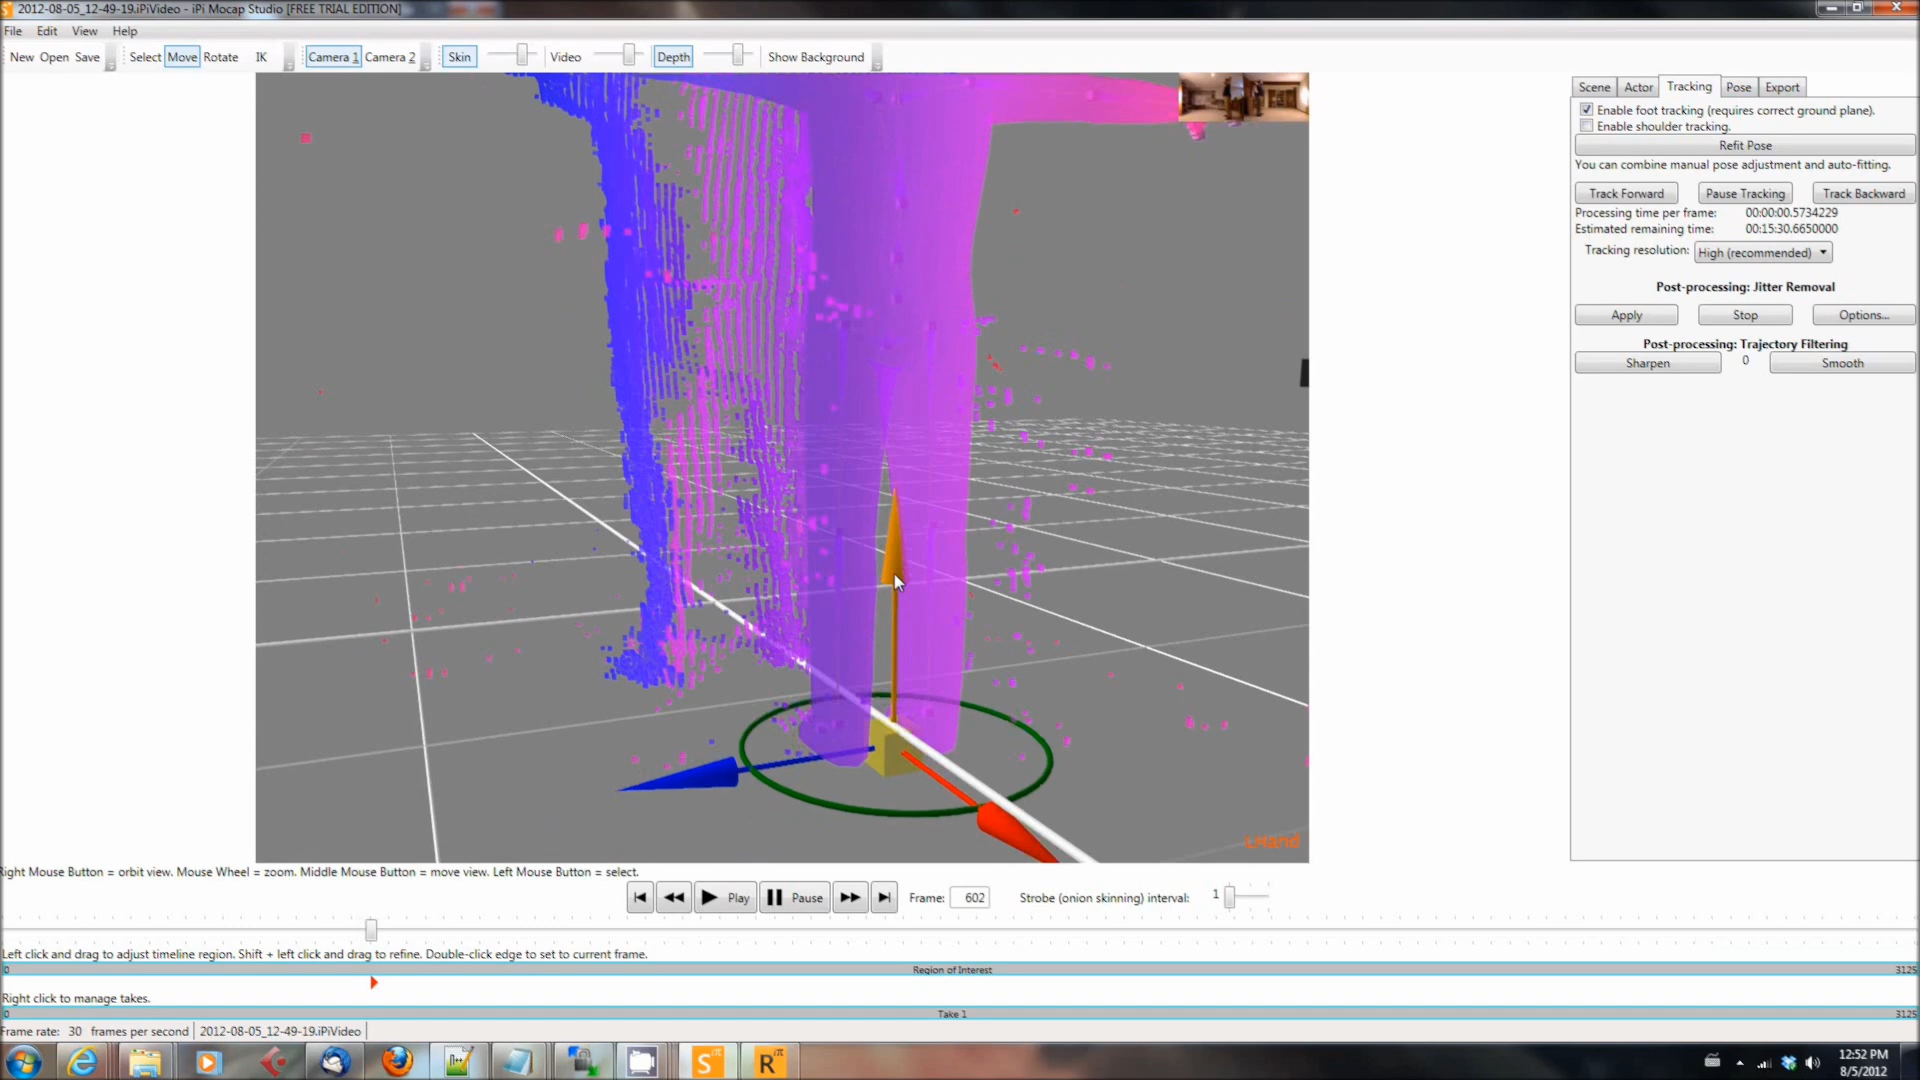 2012-08-05_12-49-19.iPiVideo - iPi Mocap Studio [FREE TRIAL EDITION]
File Edit View Help
New Open Save Select Move Rotate IK Camera 1 Camera 2 Skin Video Depth Show Background
Scene Actor Tracking Pose Export
Enable foot tracking (requires correct ground plane).
Enable shoulder tracking.
Refit Pose
You can combine manual pose adjustment and auto-fitting.
Track Forward Pause Tracking Track Backward
Processing time per frame: 00:00:00.5734229
Estimated remaining time: 00:15:30.6650000
Tracking resolution: High (recommended)
Post-processing: Jitter Removal
Apply Stop Options...
Post-processing: Trajectory Filtering
Sharpen 0 Smooth
LHand
Right Mouse Button = orbit view. Mouse Wheel = zoom. Middle Mouse Button = move view. Left Mouse Button = select.
Play Pause Frame: 602 Strobe (onion skinning) interval: 1
Left click and drag to adjust timeline region. Shift + left click and drag to refine. Double-click edge to set to current frame.
0 Region of Interest 3125
Right click to manage takes.
0 Take 1 3125
Frame rate: 30 frames per second 2012-08-05_12-49-19.iPiVideo
S iπ R iπ
12:52 PM
8/5/2012